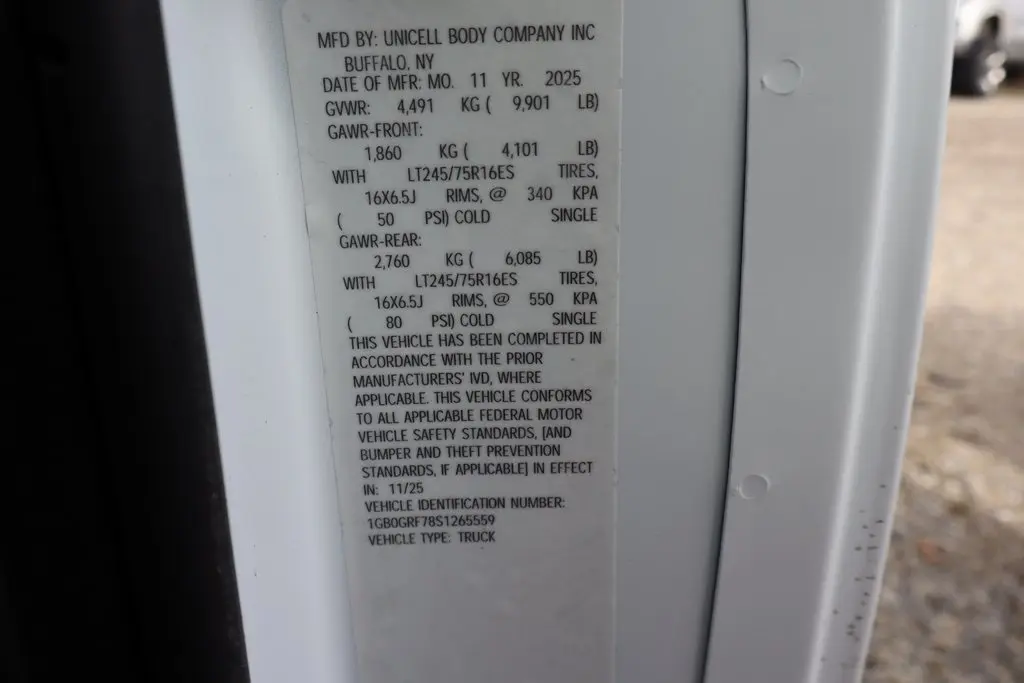 MFD BY: UNICELL BODY COMPANY INC
BUFFALO, NY
DATE OF MFR: MO. 11 YR. 2025
GVWR: 4,491 KG ( 9,901 LB)
GAWR-FRONT:
1,860 KG ( 4,101 LB)
WITH LT245/75R16ES TIRES,
16X6.5J RIMS, @ 340 KPA
( 50 PSI) COLD SINGLE
GAWR-REAR:
2,760 KG ( 6,085 LB)
WITH LT245/75R16ES TIRES,
16X6.5J RIMS, @ 550 KPA
( 80 PSI) COLD SINGLE
THIS VEHICLE HAS BEEN COMPLETED IN
ACCORDANCE WITH THE PRIOR
MANUFACTURERS' IVD, WHERE
APPLICABLE. THIS VEHICLE CONFORMS
TO ALL APPLICABLE FEDERAL MOTOR
VEHICLE SAFETY STANDARDS, [AND
BUMPER AND THEFT PREVENTION
STANDARDS, IF APPLICABLE] IN EFFECT
IN: 11/25
VEHICLE IDENTIFICATION NUMBER:
1GB0GRF78S1265559
VEHICLE TYPE: TRUCK